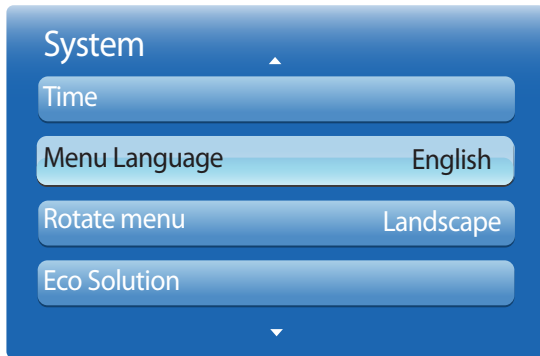 System
Time
Menu Language English
Rotate menu Landscape
Eco Solution